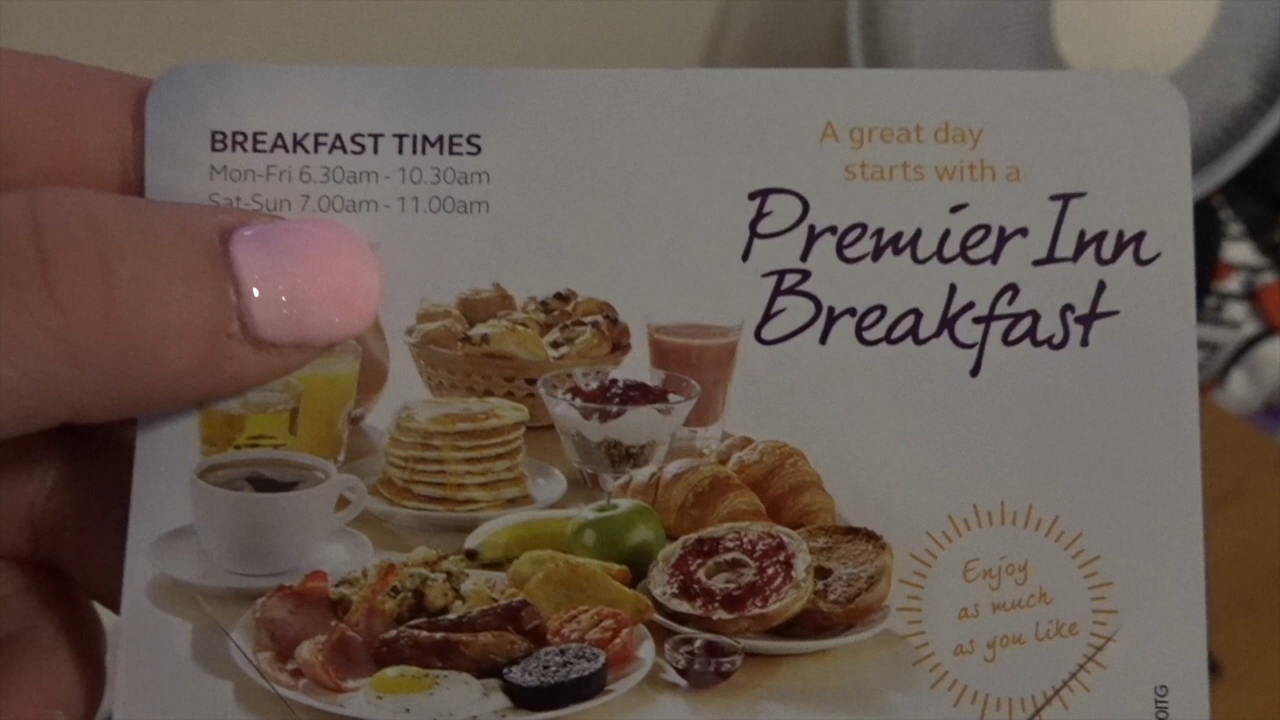 BREAKFAST TIMES
Mon-Fri 6.30am - 10.30am
Sat-Sun 7.00am - 11.00am
A great day
starts with a
Premier Inn
Breakfast
Enjoy
as much
as you like